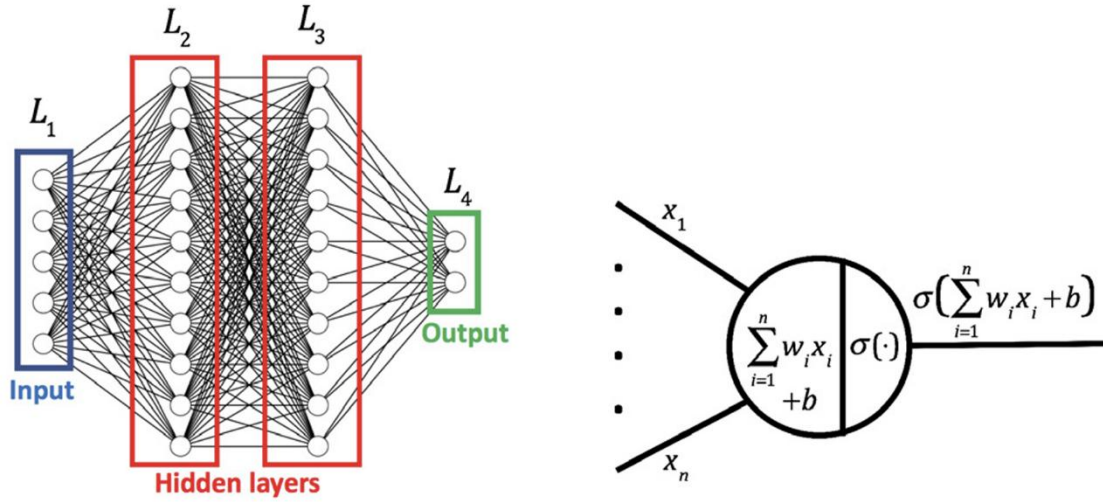 L₁
L₂
L₃
L₄
Input
Hidden layers
Output
x₁
xₙ
∑ⁿᵢ₌₁ wᵢxᵢ
+b
σ(·)
σ(∑ⁿᵢ₌₁ wᵢxᵢ+b)